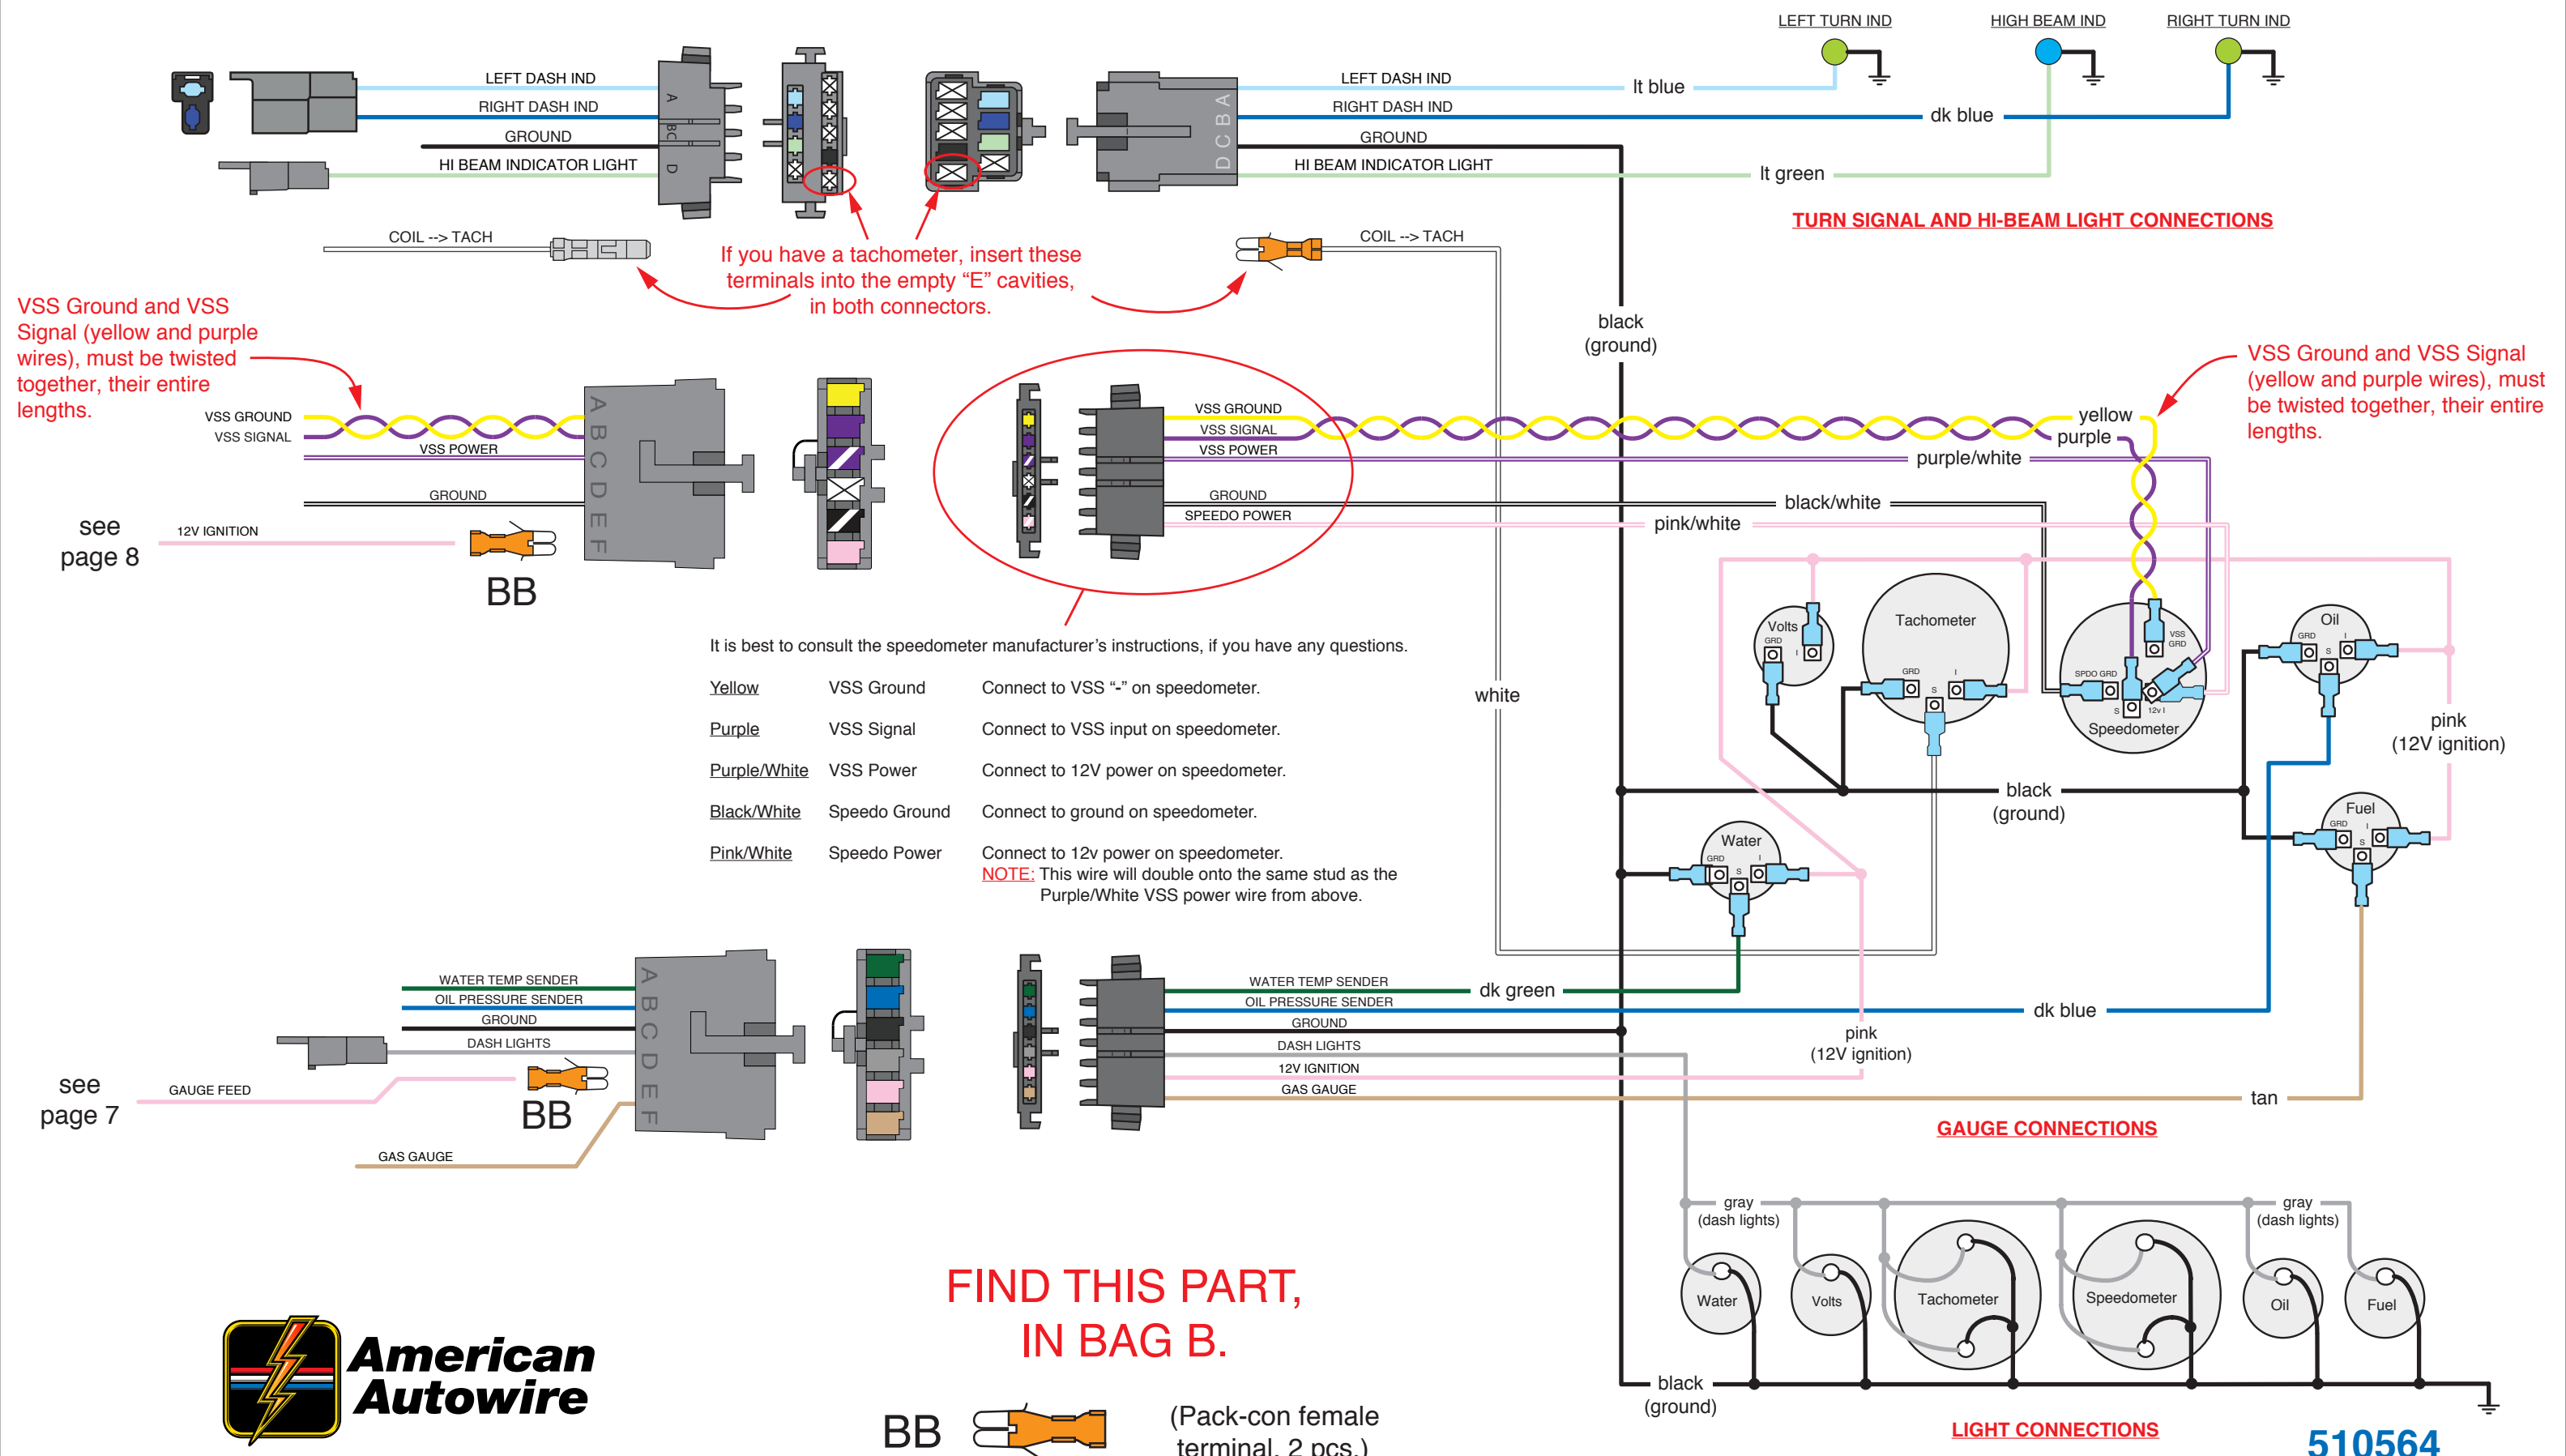 LEFT TURN IND
HIGH BEAM IND
RIGHT TURN IND
LEFT DASH IND
RIGHT DASH IND
GROUND
HI BEAM INDICATOR LIGHT
A
BC
D
D C B A
LEFT DASH IND
RIGHT DASH IND
GROUND
HI BEAM INDICATOR LIGHT
lt blue
dk blue
lt green
TURN SIGNAL AND HI-BEAM LIGHT CONNECTIONS
COIL --> TACH
If you have a tachometer, insert these
terminals into the empty “E” cavities,
in both connectors.
COIL --> TACH
VSS Ground and VSS
Signal (yellow and purple
wires), must be twisted
together, their entire
lengths.
black
(ground)
VSS Ground and VSS Signal
(yellow and purple wires), must
be twisted together, their entire
lengths.
VSS GROUND
VSS SIGNAL
VSS POWER
GROUND
12V IGNITION
see
page 8
BB
A
B
C
D
E
F
VSS GROUND
VSS SIGNAL
VSS POWER
GROUND
SPEEDO POWER
yellow
purple
purple/white
black/white
pink/white
It is best to consult the speedometer manufacturer’s instructions, if you have any questions.
Yellow VSS Ground Connect to VSS “-” on speedometer.
Purple VSS Signal Connect to VSS input on speedometer.
Purple/White VSS Power Connect to 12V power on speedometer.
Black/White Speedo Ground Connect to ground on speedometer.
Pink/White Speedo Power Connect to 12v power on speedometer.
NOTE: This wire will double onto the same stud as the
Purple/White VSS power wire from above.
white
Volts
GRD
I
Tachometer
GRD
I
S
VSS
GRD
SPDO GRD
S
12v I
Speedometer
Oil
GRD
I
S
pink
(12V ignition)
black
(ground)
Fuel
GRD
I
S
Water
GRD
I
S
WATER TEMP SENDER
OIL PRESSURE SENDER
GROUND
DASH LIGHTS
GAUGE FEED
GAS GAUGE
see
page 7
BB
A
B
C
D
E
F
WATER TEMP SENDER
OIL PRESSURE SENDER
GROUND
DASH LIGHTS
12V IGNITION
GAS GAUGE
dk green
dk blue
pink
(12V ignition)
tan
GAUGE CONNECTIONS
gray
(dash lights)
gray
(dash lights)
Water
Volts
Tachometer
Speedometer
Oil
Fuel
black
(ground)
LIGHT CONNECTIONS
American
Autowire
FIND THIS PART,
IN BAG B.
BB
(Pack-con female
terminal, 2 pcs.)
510564